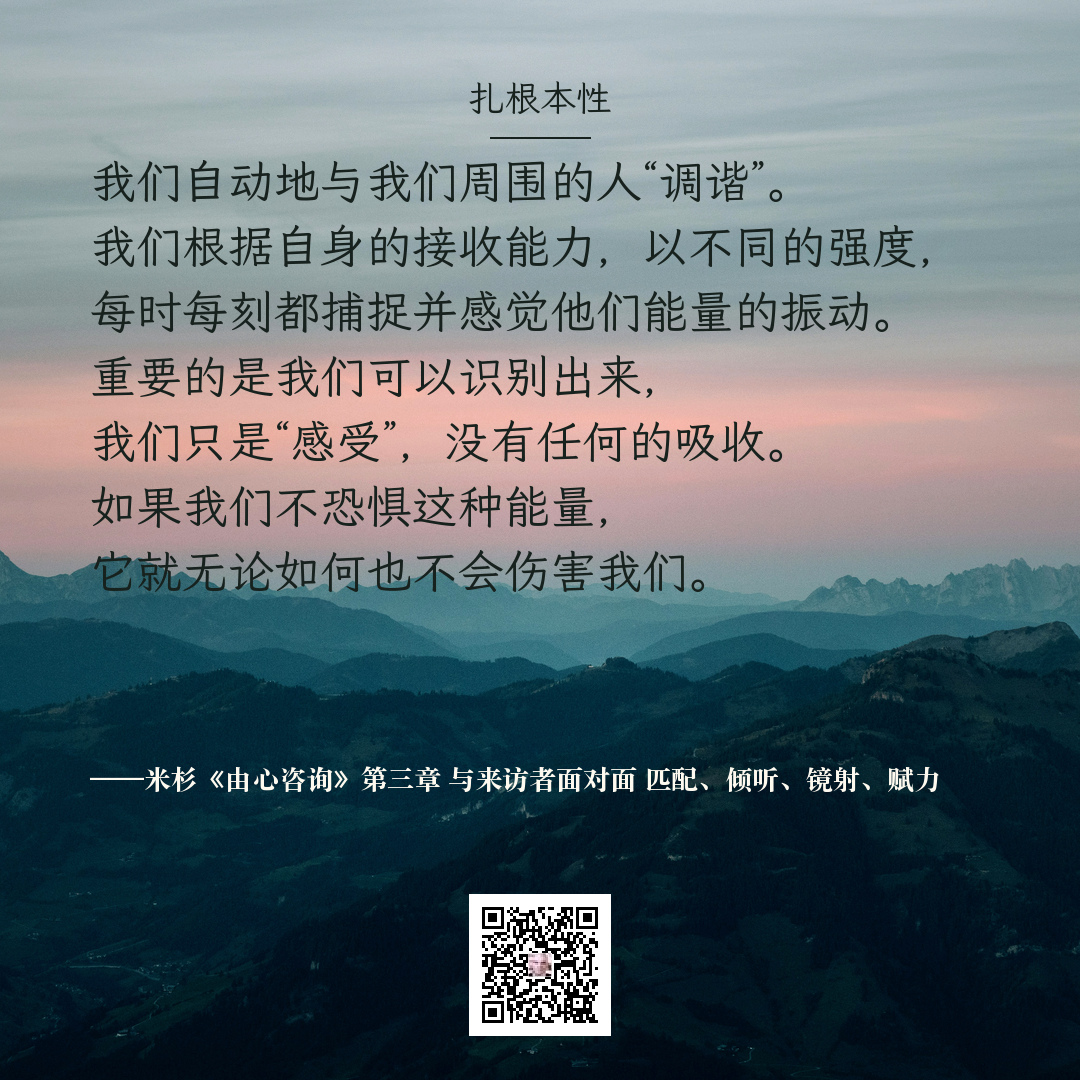 扎根本性
我们自动地与我们周围的人“调谐”。
我们根据自身的接收能力，以不同的强度，
每时每刻都捕捉并感觉他们能量的振动。
重要的是我们可以识别出来，
我们只是“感受”，没有任何的吸收。
如果我们不恐惧这种能量，
它就无论如何也不会伤害我们。
——米杉《由心咨询》第三章 与来访者面对面 匹配、倾听、镜射、赋力